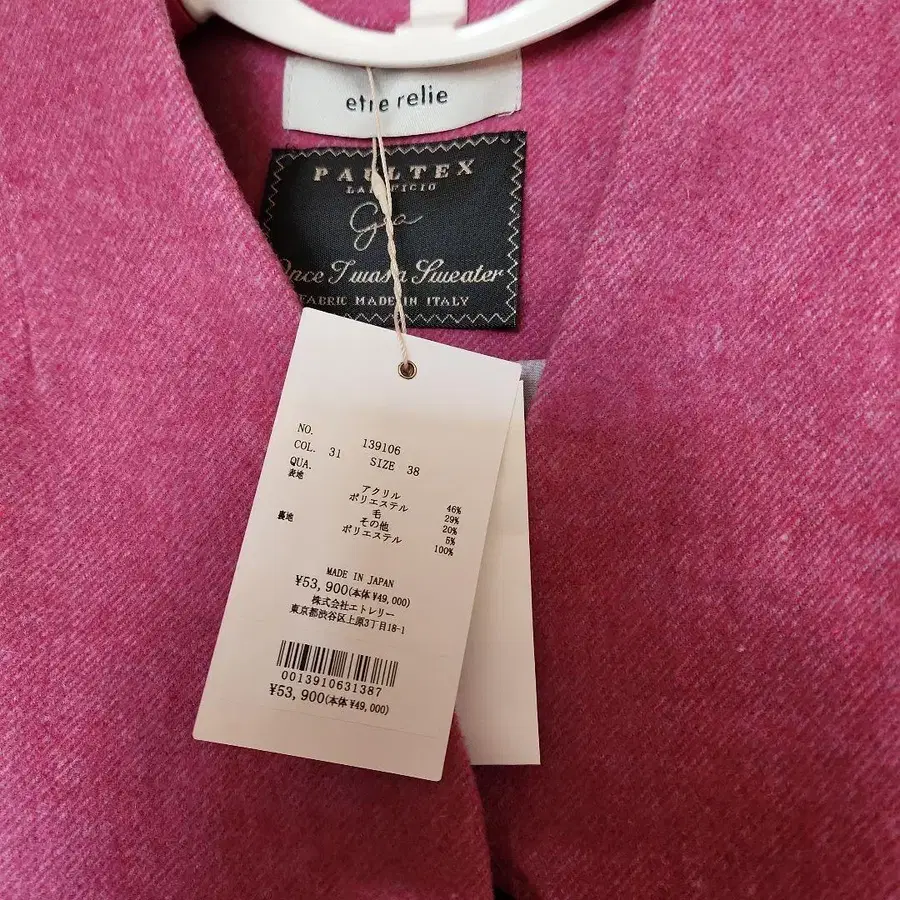 etre relie
PAULTEX
LANIFICIO
Gea
Once I was a Sweater
FABRIC MADE IN ITALY
NO. 139106
COL. 31 SIZE 38
QUA.
表地 アクリル 46%
ポリエステル 29%
毛 20%
その他 5%
裏地 ポリエステル 100%
MADE IN JAPAN
¥53,900(本体¥49,000)
株式会社エトレリー
東京都渋谷区上原3丁目18-1
0013910631387
¥53,900(本体¥49,000)